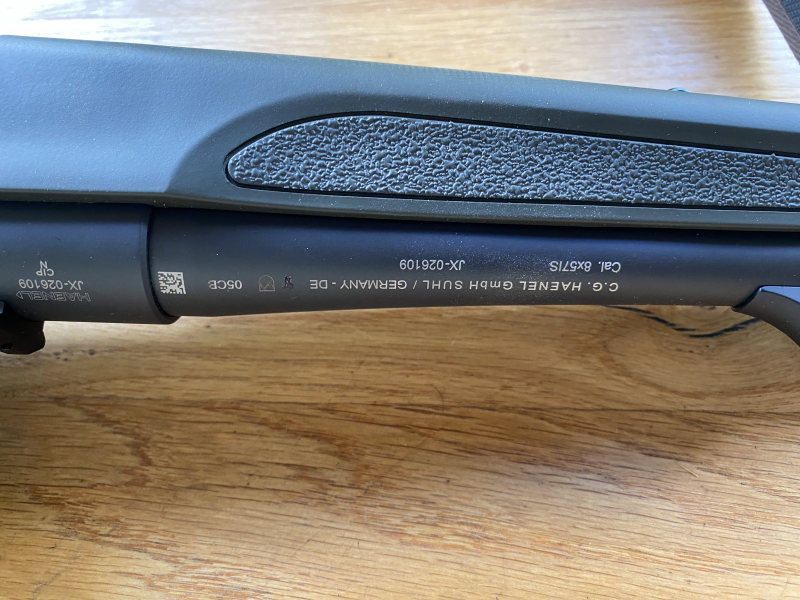 C.G. HAENEL GmbH SUHL / GERMANY - DE
Cal. 8x57IS
JX-026109
05CE
HAENEL
JX-026109
CIP
N